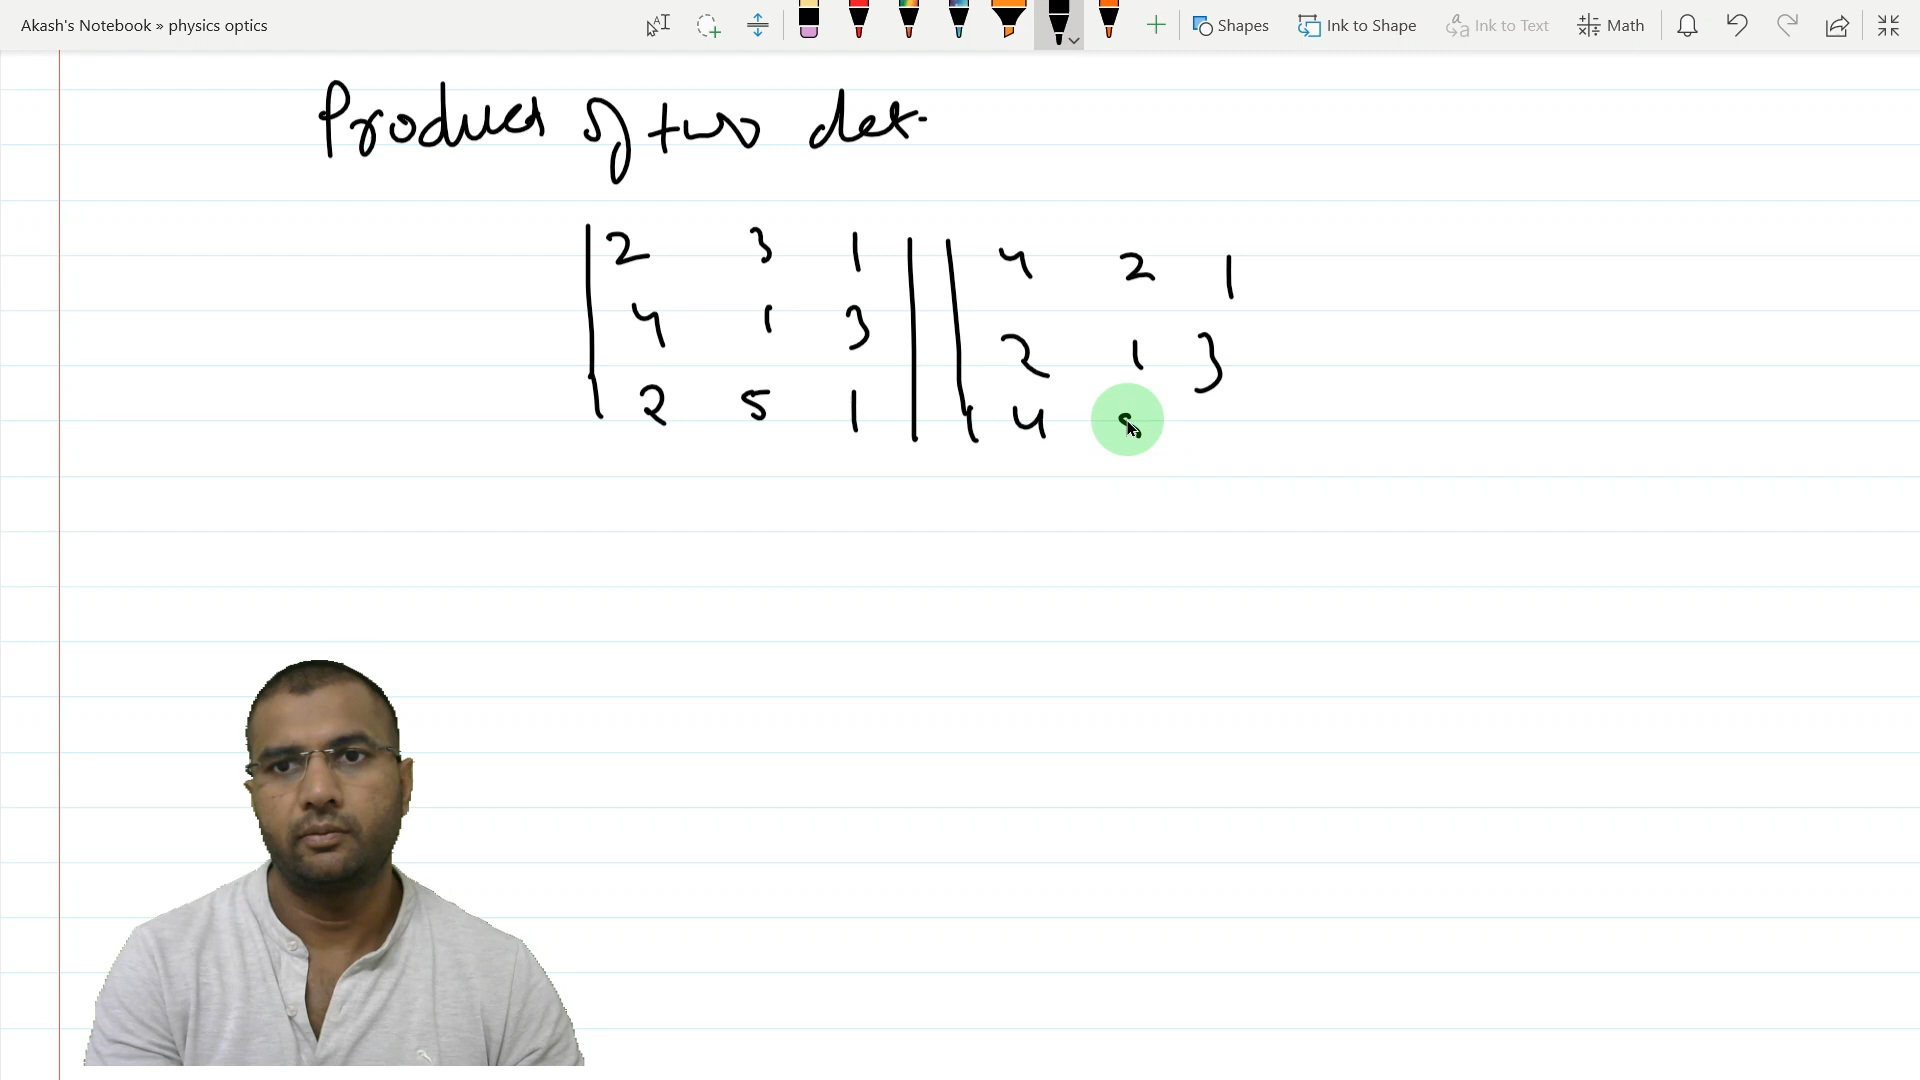 Akash's Notebook » physics optics
Shapes
Ink to Shape
Ink to Text
Math
Product of two det.
2 3 1 4 2 1
4 1 3 2 1 3
2 5 1 4